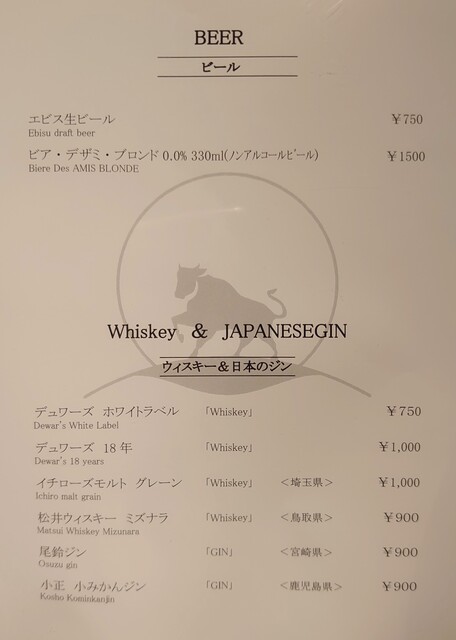 BEER
ビール
エビス生ビール ￥750
Ebisu draft beer
ビア・デザミ・ブロンド 0.0% 330ml(ノンアルコールビール) ￥1500
Biere Des AMIS BLONDE
Whiskey & JAPANESEGIN
ウィスキー＆日本のジン
デュワーズ ホワイトラベル 「Whiskey」 ￥750
Dewar's White Label
デュワーズ 18年 「Whiskey」 ￥1,000
Dewar's 18 years
イチローズモルト グレーン 「Whiskey」 ＜埼玉県＞ ￥1,000
Ichiro malt grain
松井ウィスキー ミズナラ 「Whiskey」 ＜鳥取県＞ ￥900
Matsui Whiskey Mizunara
尾鈴ジン 「GIN」 ＜宮崎県＞ ￥900
Osuzu gin
小正 小みかんジン 「GIN」 ＜鹿児島県＞ ￥900
Kosho Kominkanjin